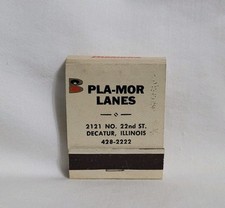 PLA-MOR
LANES
2121 NO. 22nd ST.
DECATUR, ILLINOIS
428-2222